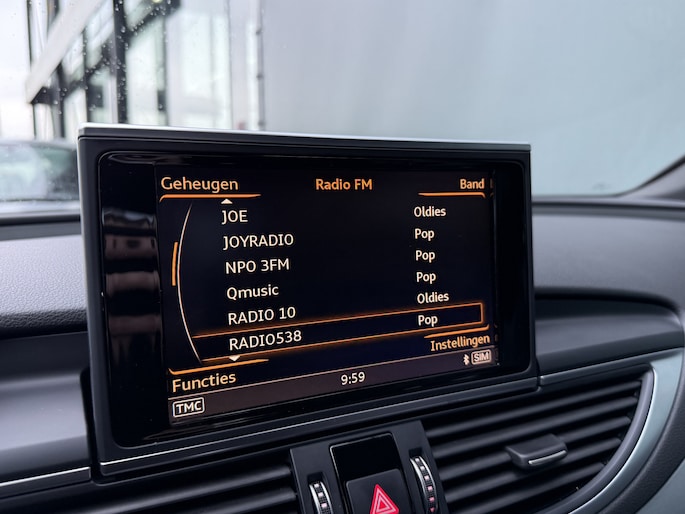 Geheugen Radio FM Band
JOE Oldies
JOYRADIO Pop
NPO 3FM Pop
Qmusic Pop
RADIO 10 Oldies
RADIO538 Pop
Instellingen
Functies
SIM
TMC 9:59